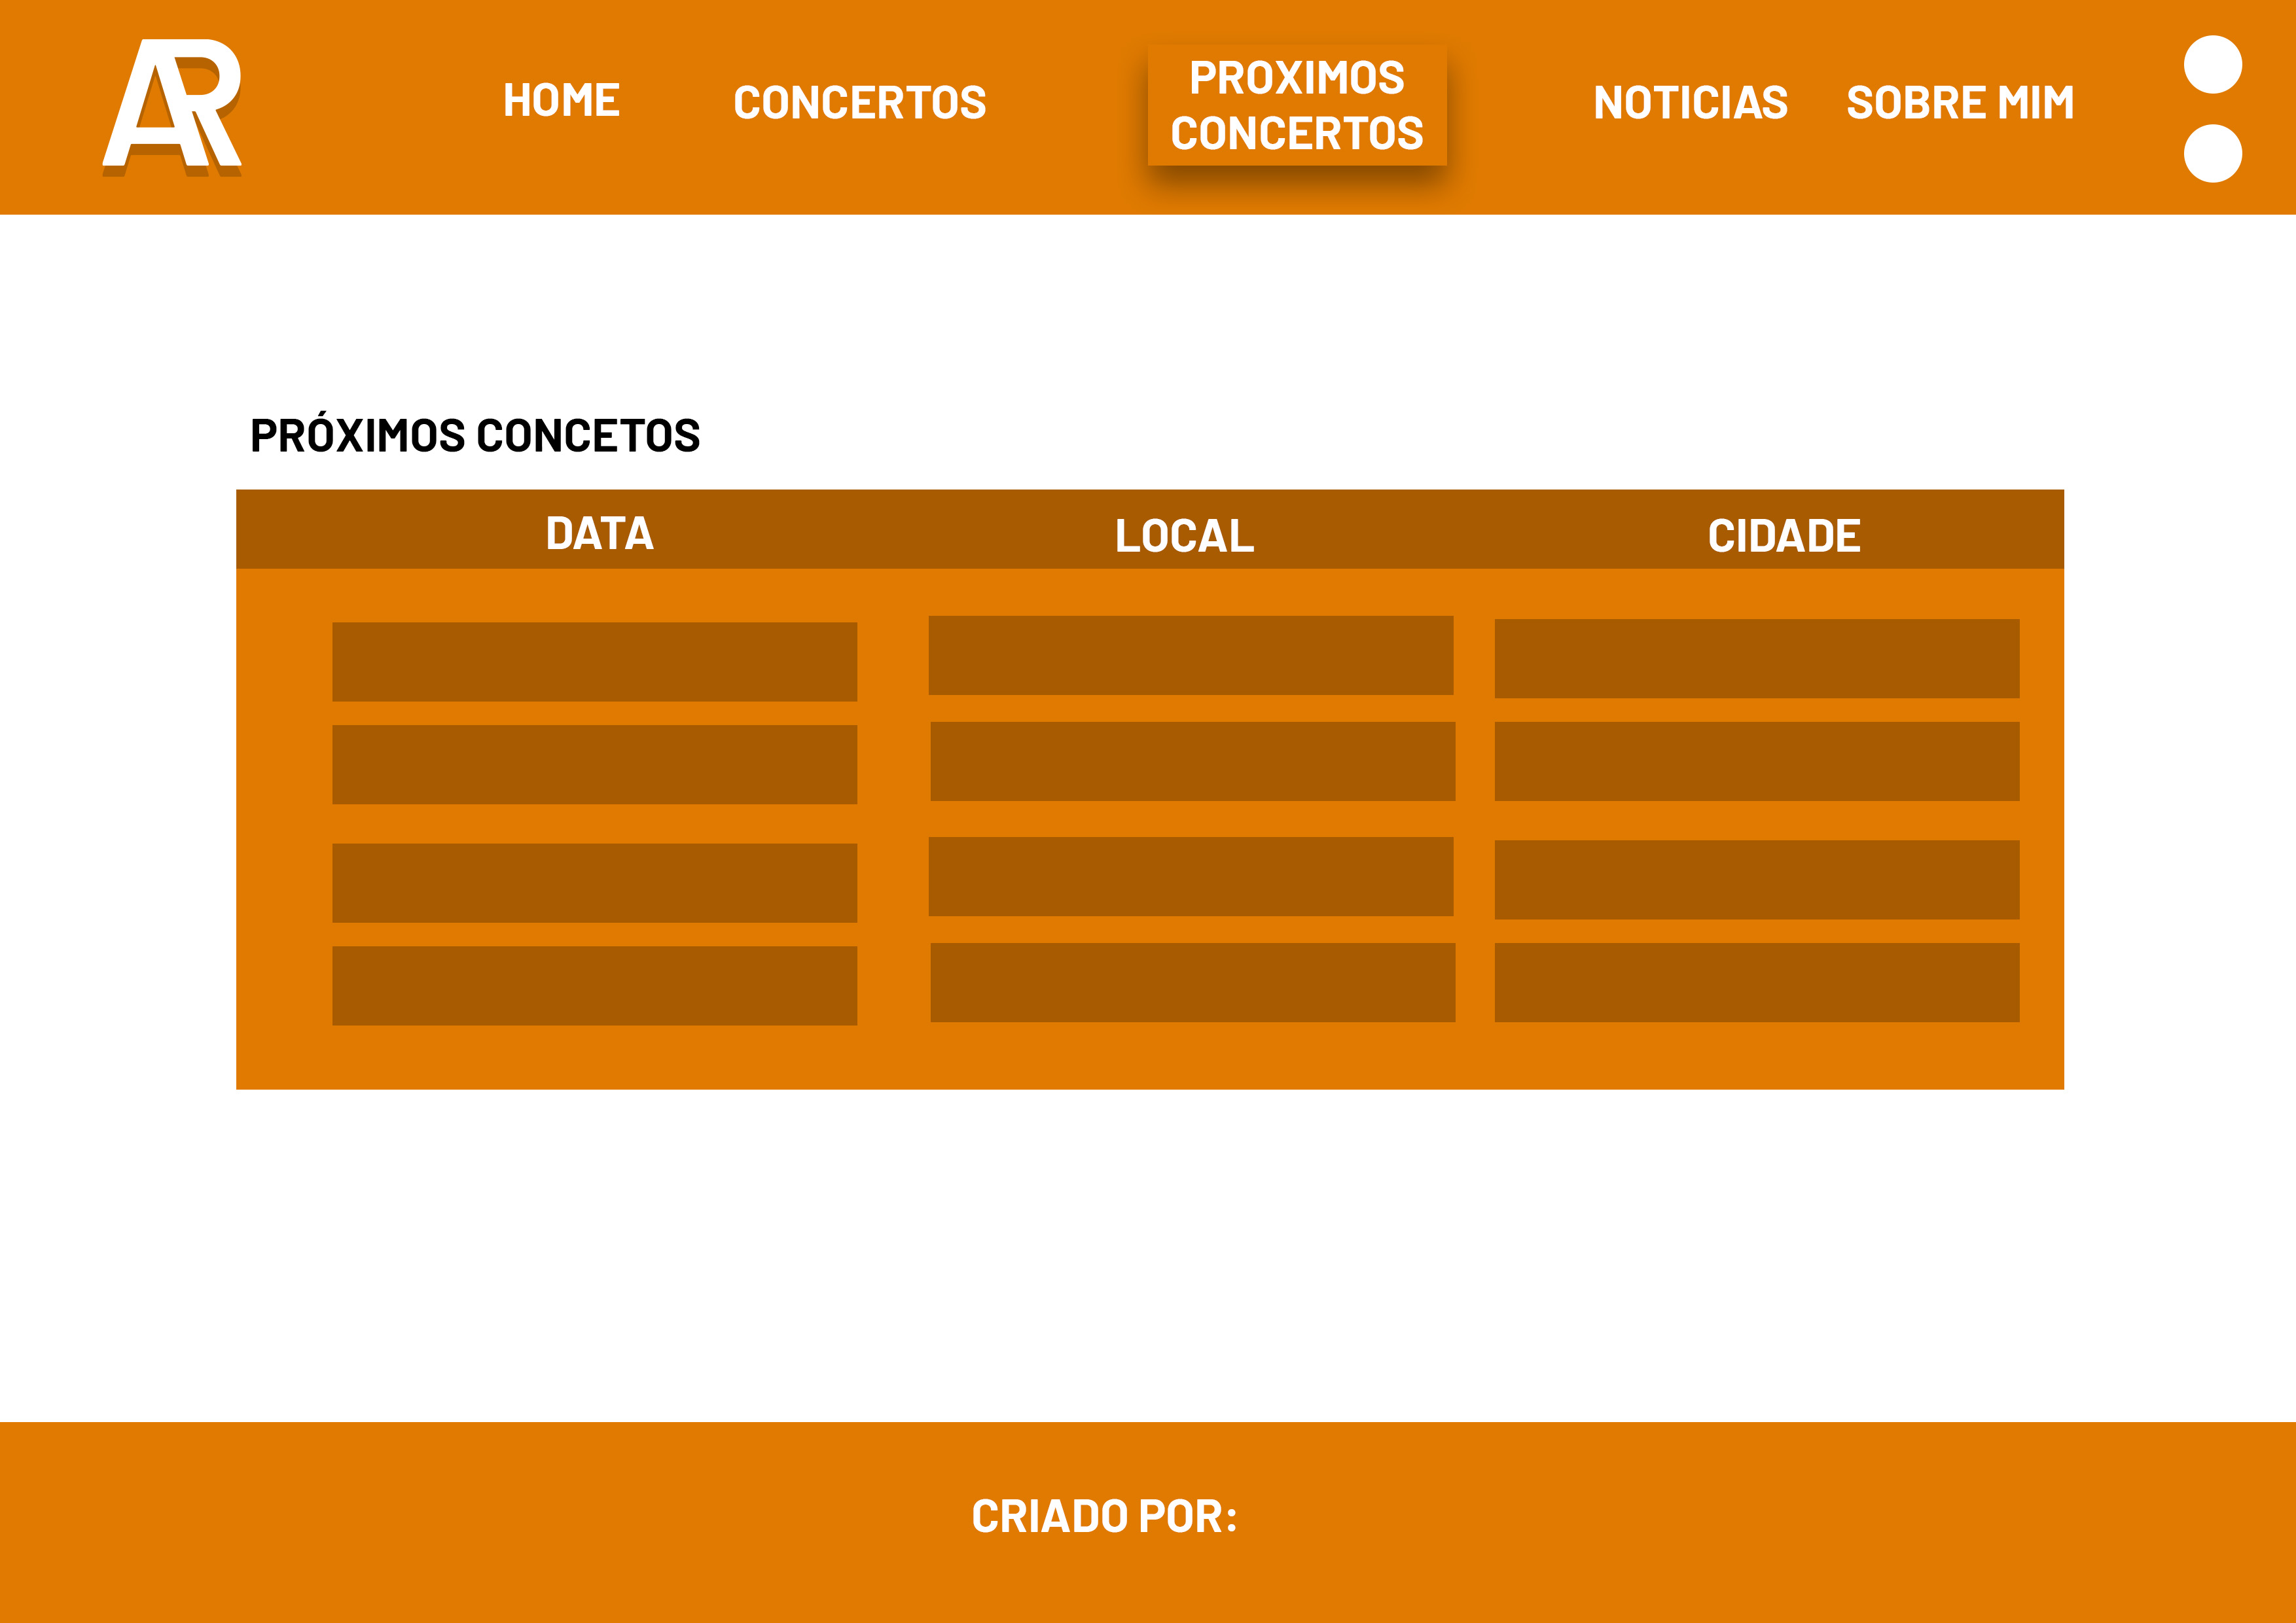 AR
HOME
CONCERTOS
PROXIMOS
CONCERTOS
NOTICIAS
SOBRE MIM
PRÓXIMOS CONCETOS
DATA
LOCAL
CIDADE
CRIADO POR: